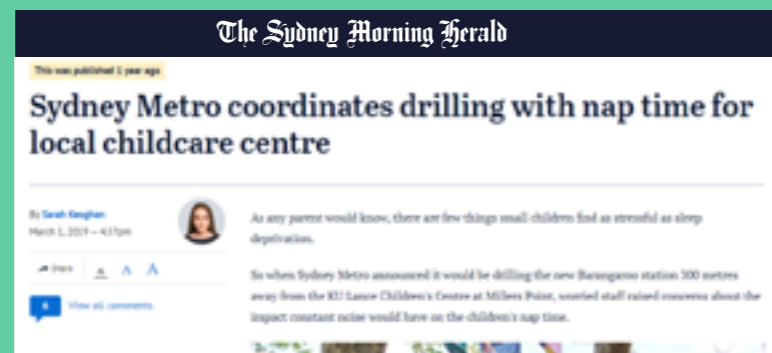 The Sydney Morning Herald
This was published 1 year ago
Sydney Metro coordinates drilling with nap time for
local childcare centre
By Sarah Keoghan
March 1, 2019 — 4.37pm
Share A A A
View all comments
As any parent would know, there are few things small children find as stressful as sleep
deprivation.
So when Sydney Metro announced it would be drilling the new Barangaroo station 300 metres
away from the KU Lance Children's Centre at Millers Point, worried staff raised concerns about the
impact constant noise would have on the children's nap time.